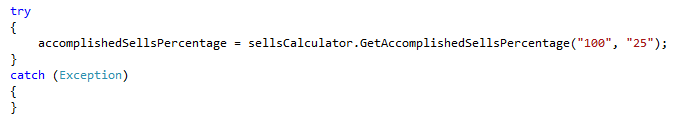 try
{
    accomplishedSellsPercentage = sellsCalculator.GetAccomplishedSellsPercentage("100", "25");
}
catch (Exception)
{
}